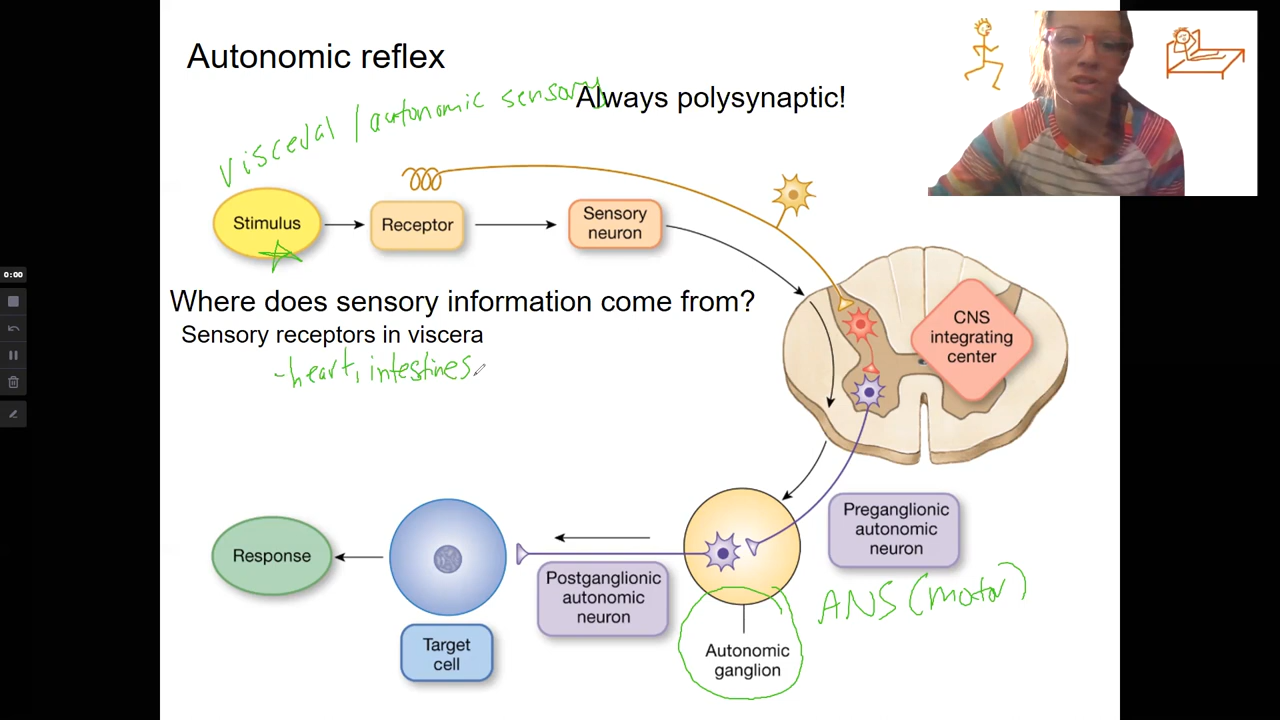 Autonomic reflex
Always polysynaptic!
visceral / autonomic sensory
Stimulus
Receptor
Sensory
neuron
0:00
Where does sensory information come from?
Sensory receptors in viscera
-heart, intestines
CNS
integrating
center
Preganglionic
autonomic
neuron
Response
Postganglionic
autonomic
neuron
ANS (motor)
Target
cell
Autonomic
ganglion